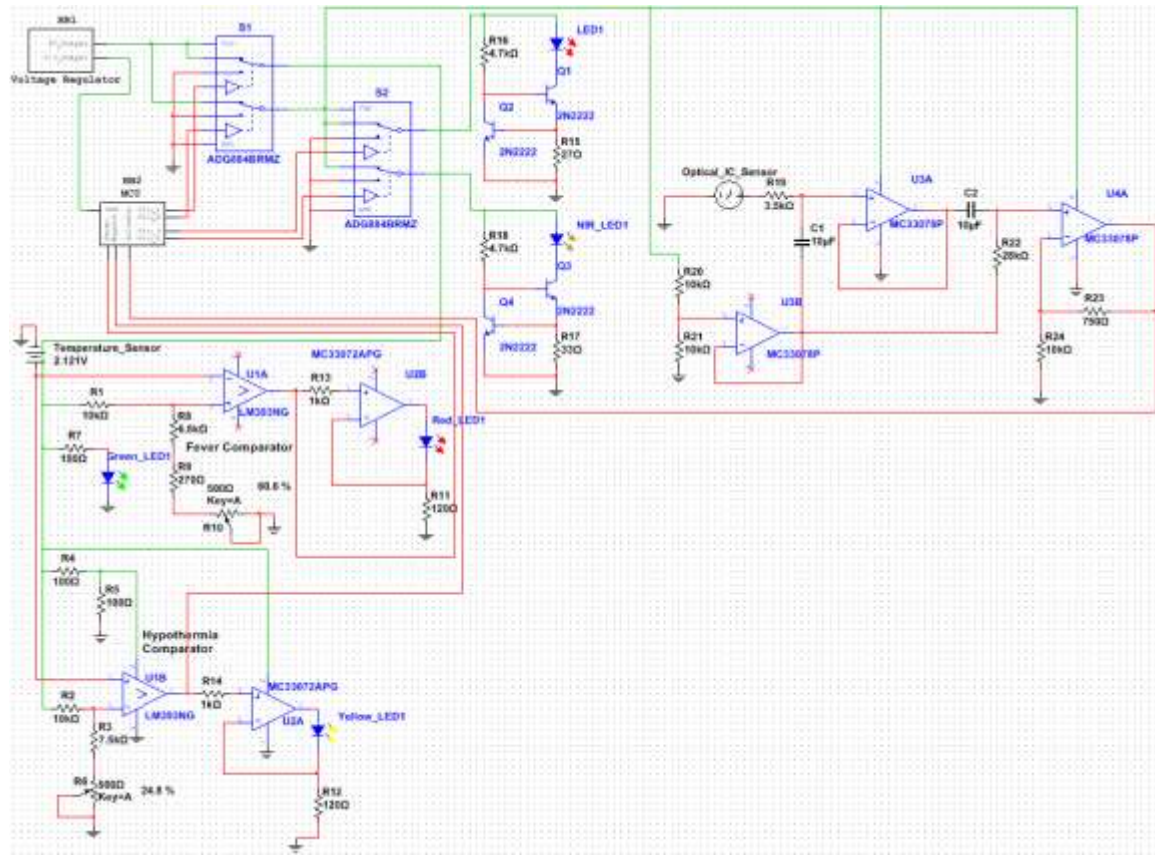 Voltage Regulator
S1
ADG884BRMZ
S2
ADG884BRMZ
MCU
R16
4.7kΩ
LED1
Q1
2N2222
Q2
2N2222
R15
27Ω
R18
4.7kΩ
NIR_LED1
Q3
2N2222
Q4
2N2222
R17
33Ω
Optical_IC_Sensor
R19
3.5kΩ
C1
10µF
U3A
MC33078P
C2
10µF
U4A
MC33078P
R20
10kΩ
R21
10kΩ
U3B
MC33078P
R22
R23
750Ω
R24
10kΩ
Temperature_Sensor
2.121V
R1
10kΩ
R7
Green_LED1
R8
R9
270Ω
500Ω
Key=A
R10
U1A
LM393NG
Fever Comparator
R13
1kΩ
MC33072APG
U2B
Red_LED1
R11
120Ω
R4
100Ω
R5
100Ω
Hypothermia
Comparator
U1B
LM393NG
R2
10kΩ
R3
7.5kΩ
R6
500Ω
Key=A
24.8 %
R14
1kΩ
MC33072APG
U2A
Yellow_LED1
R12
120Ω